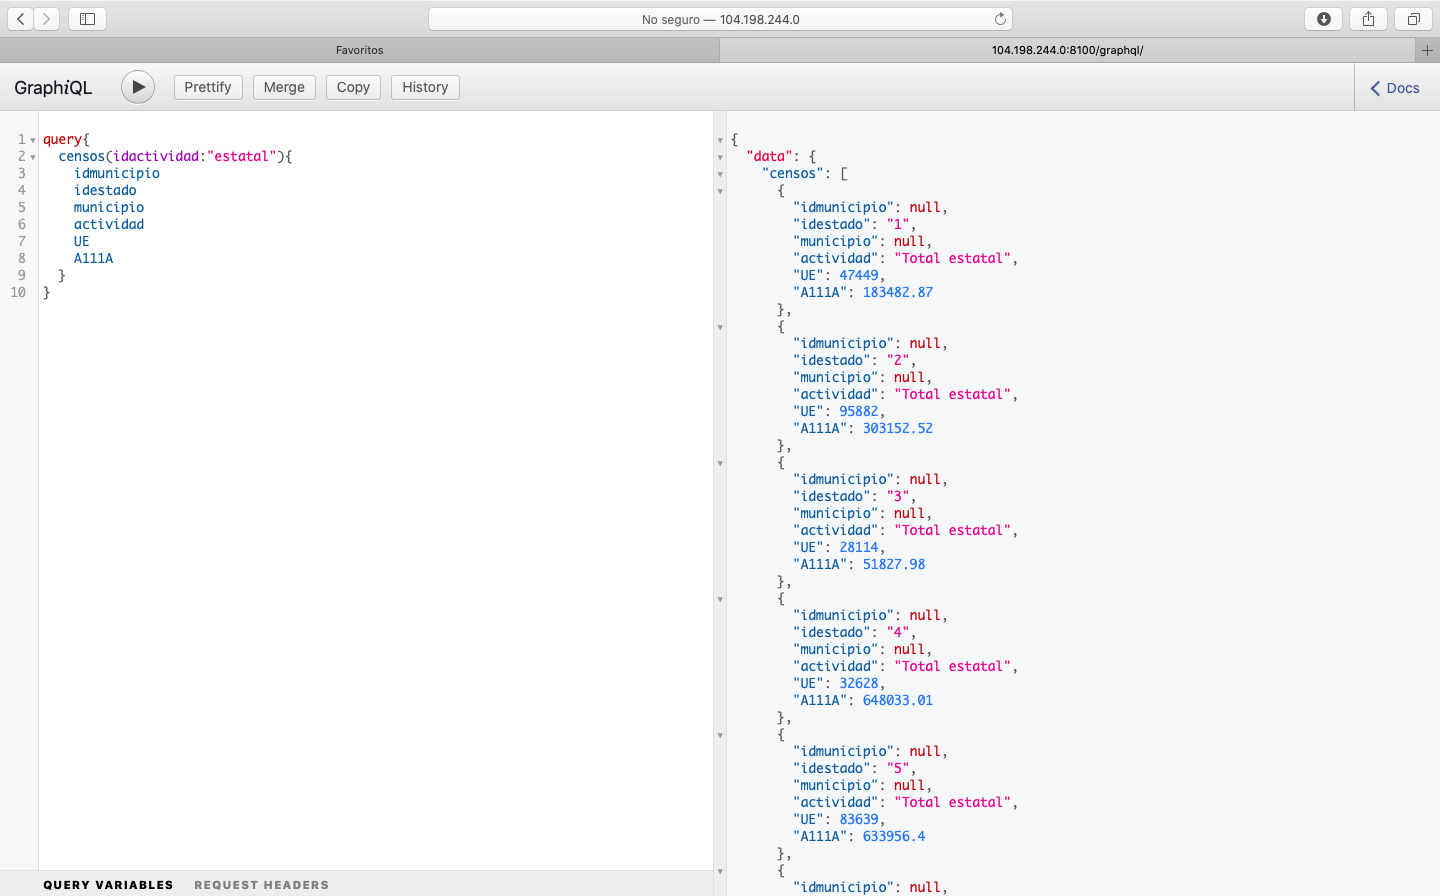 No seguro — 104.198.244.0
Favoritos
104.198.244.0:8100/graphql/
GraphiQL
Prettify
Merge
Copy
History
Docs
1 query{
2 censos(idactividad:"estatal"){
3 idmunicipio
4 idestado
5 municipio
6 actividad
7 UE
8 A111A
9 }
10 }
{
"data": {
"censos": [
{
"idmunicipio": null,
"idestado": "1",
"municipio": null,
"actividad": "Total estatal",
"UE": 47449,
"A111A": 183482.87
},
{
"idmunicipio": null,
"idestado": "2",
"municipio": null,
"actividad": "Total estatal",
"UE": 95882,
"A111A": 303152.52
},
{
"idmunicipio": null,
"idestado": "3",
"municipio": null,
"actividad": "Total estatal",
"UE": 28114,
"A111A": 51827.98
},
{
"idmunicipio": null,
"idestado": "4",
"municipio": null,
"actividad": "Total estatal",
"UE": 32628,
"A111A": 648033.01
},
{
"idmunicipio": null,
"idestado": "5",
"municipio": null,
"actividad": "Total estatal",
"UE": 83639,
"A111A": 633956.4
},
{
"idmunicipio": null,
QUERY VARIABLES
REQUEST HEADERS